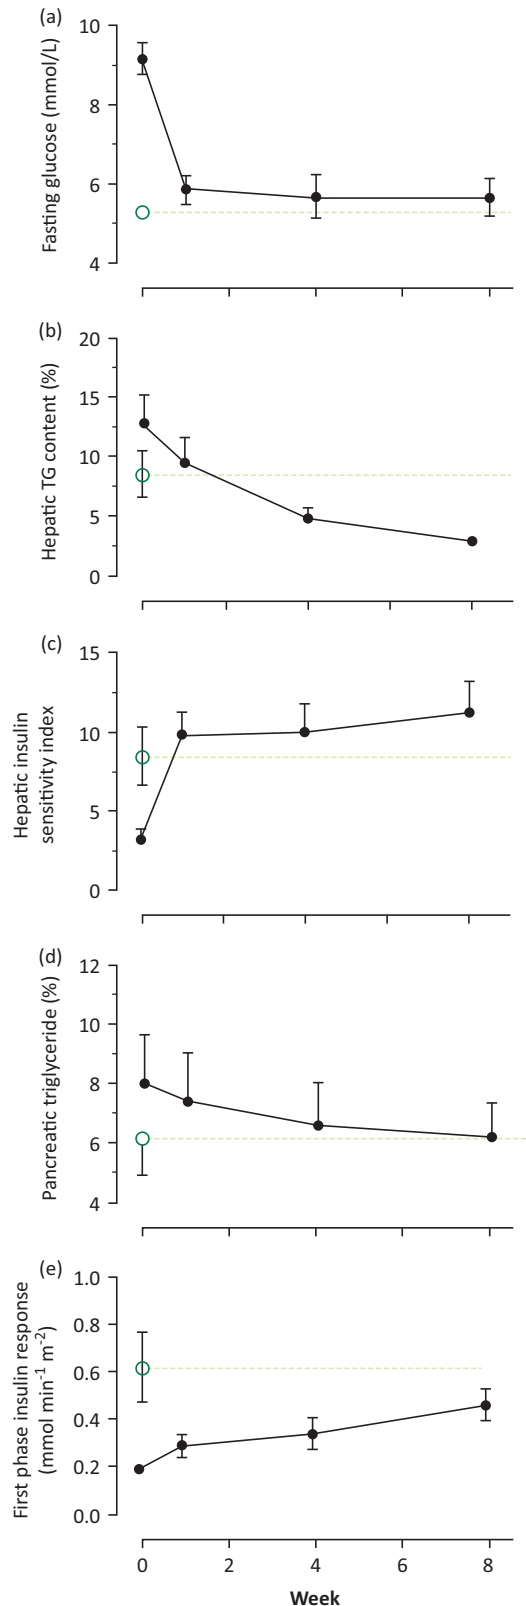 (a)
Fasting glucose (mmol/L)
10
8
6
4
(b)
Hepatic TG content (%)
20
15
10
5
0
(c)
Hepatic insulin
sensitivity index
15
10
5
0
(d)
Pancreatic triglyceride (%)
12
10
8
6
4
(e)
First phase insulin response
(mmol min⁻¹ m⁻²)
1.0
0.8
0.6
0.4
0.2
0.0
0 2 4 6 8
Week